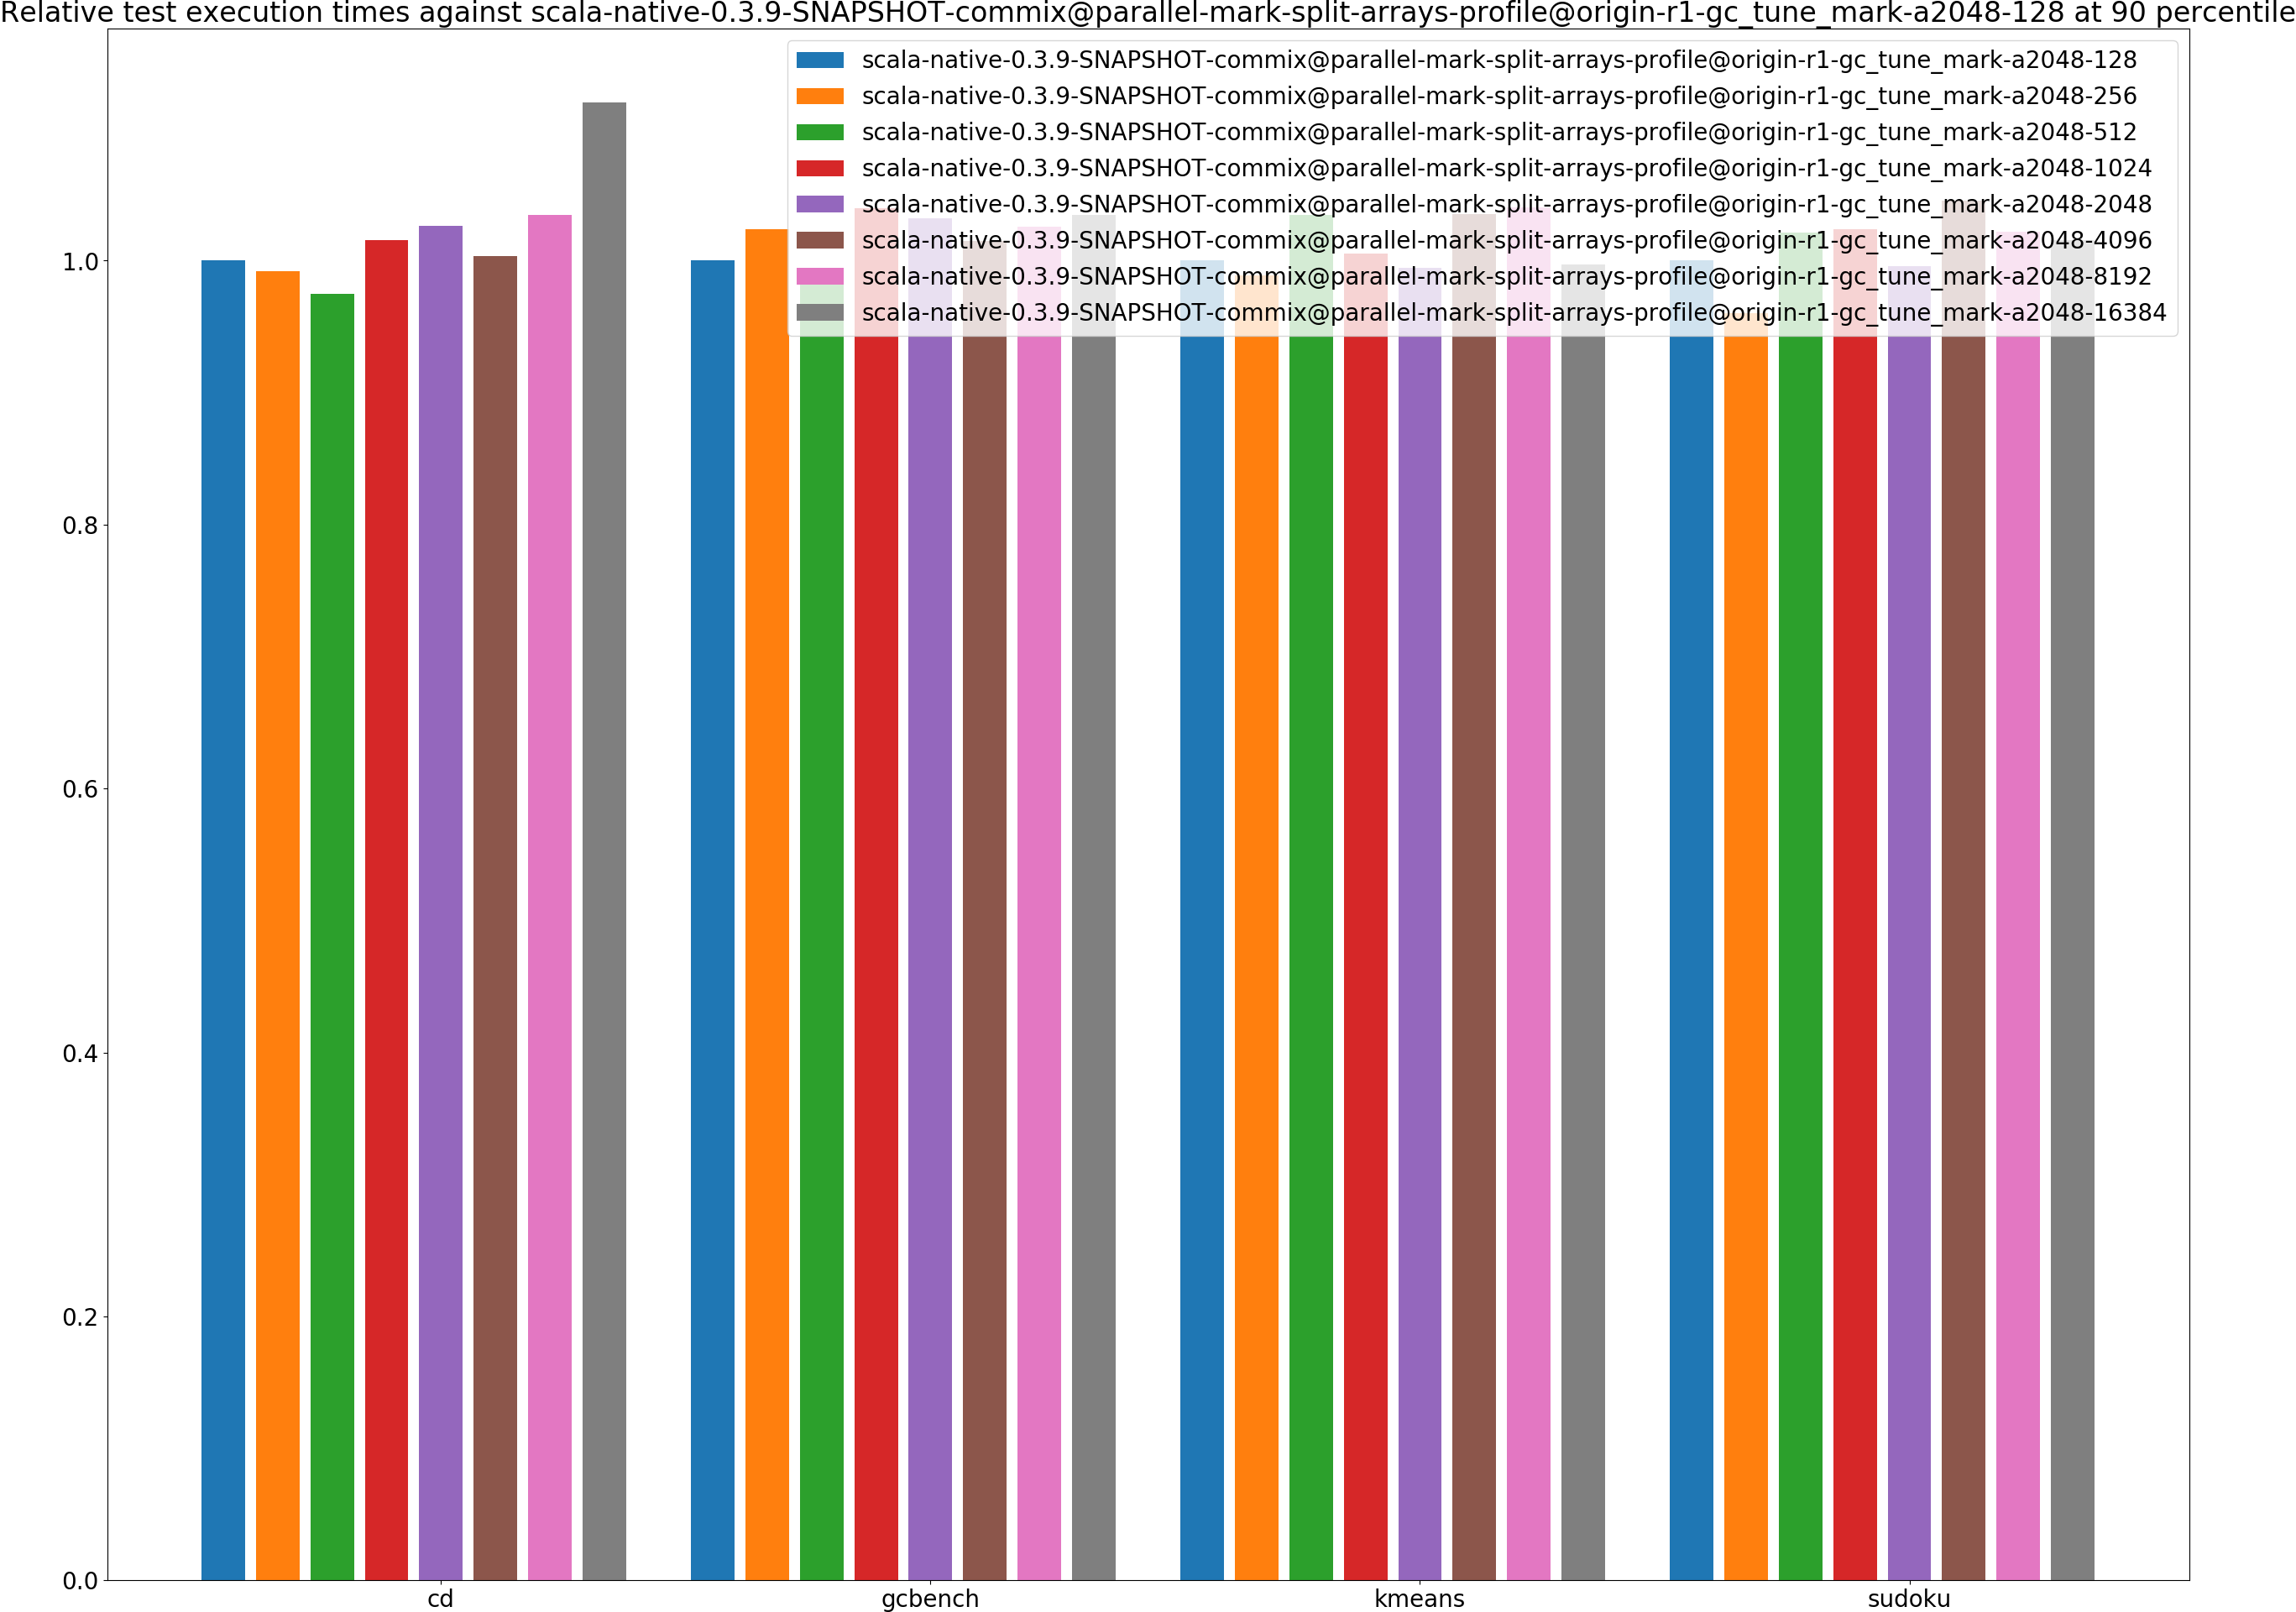 Relative test execution times against scala-native-0.3.9-SNAPSHOT-commix@parallel-mark-split-arrays-profile@origin-r1-gc_tune_mark-a2048-128 at 90 percentile
scala-native-0.3.9-SNAPSHOT-commix@parallel-mark-split-arrays-profile@origin-r1-gc_tune_mark-a2048-128
scala-native-0.3.9-SNAPSHOT-commix@parallel-mark-split-arrays-profile@origin-r1-gc_tune_mark-a2048-256
scala-native-0.3.9-SNAPSHOT-commix@parallel-mark-split-arrays-profile@origin-r1-gc_tune_mark-a2048-512
scala-native-0.3.9-SNAPSHOT-commix@parallel-mark-split-arrays-profile@origin-r1-gc_tune_mark-a2048-1024
scala-native-0.3.9-SNAPSHOT-commix@parallel-mark-split-arrays-profile@origin-r1-gc_tune_mark-a2048-2048
scala-native-0.3.9-SNAPSHOT-commix@parallel-mark-split-arrays-profile@origin-r1-gc_tune_mark-a2048-4096
scala-native-0.3.9-SNAPSHOT-commix@parallel-mark-split-arrays-profile@origin-r1-gc_tune_mark-a2048-8192
scala-native-0.3.9-SNAPSHOT-commix@parallel-mark-split-arrays-profile@origin-r1-gc_tune_mark-a2048-16384
1.0
0.8
0.6
0.4
0.2
0.0
cd gcbench kmeans sudoku